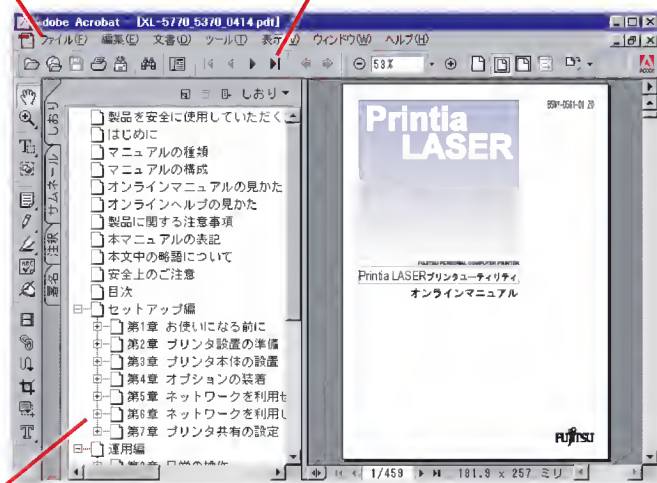 dobe Acrobat - [XL-5770_5370_0414.pdf]
ファイル(F) 編集(E) 文書(D) ツール(T) 表示(V) ウィンドウ(W) ヘルプ(H)
58%
しおり
しおり
サムネール
注釈
署名
製品を安全に使用していただく
はじめに
マニュアルの種類
マニュアルの構成
オンラインマニュアルの見かた
オンラインヘルプの見かた
製品に関する注意事項
本マニュアルの表記
本文中の略語について
安全上のご注意
目次
セットアップ編
第1章 お使いになる前に
第2章 プリンタ設置の準備
第3章 プリンタ本体の設置
第4章 オプションの装着
第5章 ネットワークを利用せ
第6章 ネットワークを利用し
第7章 プリンタ共有の設定
運用編
Printia
LASER
FUJITSU PERSONAL COMPUTER PRINTER
Printia LASERプリンタユーティリティ
オンラインマニュアル
FUJITSU
1/459
181.9 x 257 ミリ